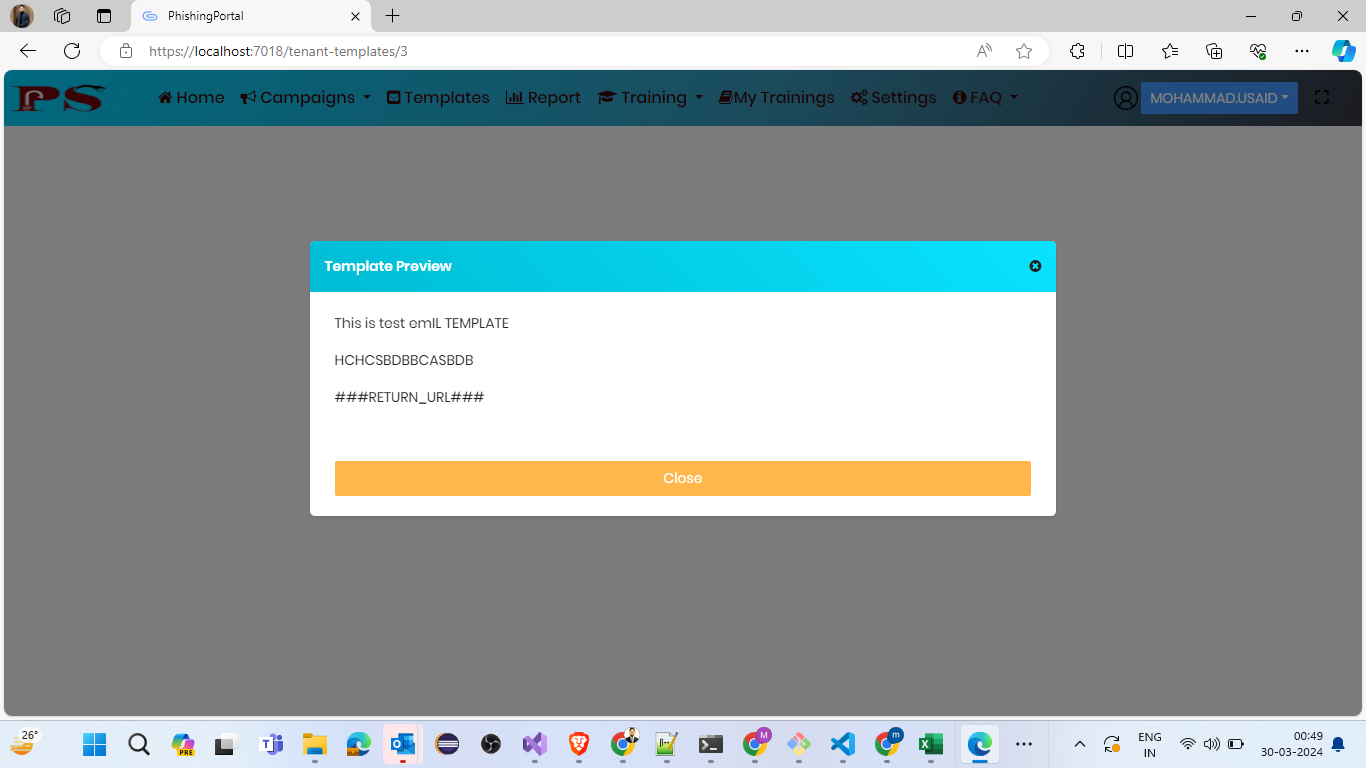 PhishingPortal
https://localhost:7018/tenant-templates/3
PS
Home Campaigns Templates Report Training My Trainings Settings FAQ MOHAMMAD.USAID
Template Preview
This is test emIL TEMPLATE
HCHCSBDBBCASBDB
###RETURN_URL###
Close
26°
PRE
M
m
ENG
IN
00:49
30-03-2024